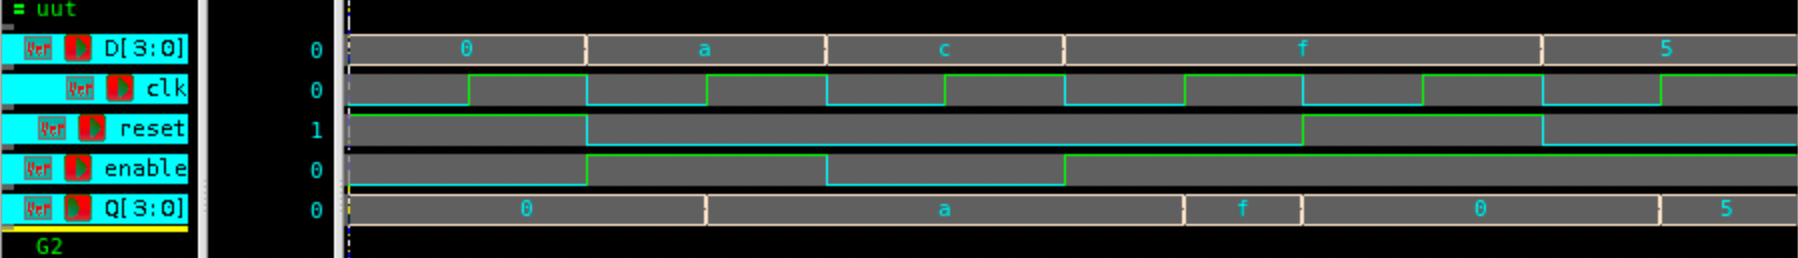 = uut
Ver D[3:0] 0 0 a c f 5
Ver clk 0
Ver reset 1
Ver enable 0
Ver Q[3:0] 0 0 a f 0 5
G2